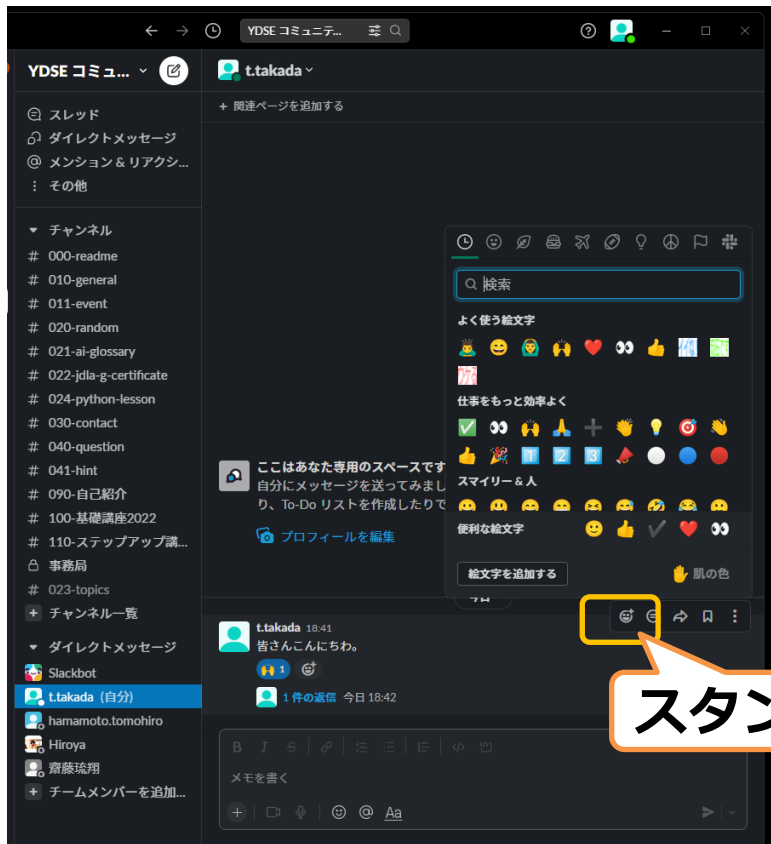 YDSE コミュニテ...
YDSE コミュ...
t.takada
+ 関連ページを追加する
スレッド
ダイレクトメッセージ
メンション & リアクシ...
その他
チャンネル
# 000-readme
# 010-general
# 011-event
# 020-random
# 021-ai-glossary
# 022-jdla-g-certificate
# 024-python-lesson
# 030-contact
# 040-question
# 041-hint
# 090-自己紹介
# 100-基礎講座2022
# 110-ステップアップ講...
事務局
# 023-topics
+ チャンネル一覧
ダイレクトメッセージ
Slackbot
t.takada (自分)
hamamoto.tomohiro
Hiroya
齋藤琉翔
+ チームメンバーを追加...
検索
よく使う絵文字
仕事をもっと効率よく
1 2 3
スマイリー & 人
便利な絵文字
絵文字を追加する
肌の色
ここはあなた専用のスペースです
自分にメッセージを送ってみまし
り、To-Do リストを作成したりで
プロフィールを編集
今日
t.takada 18:41
皆さんこんにちわ。
1
1 件の返信 今日 18:42
スタン
B I S
メモを書く
+ @ Aa